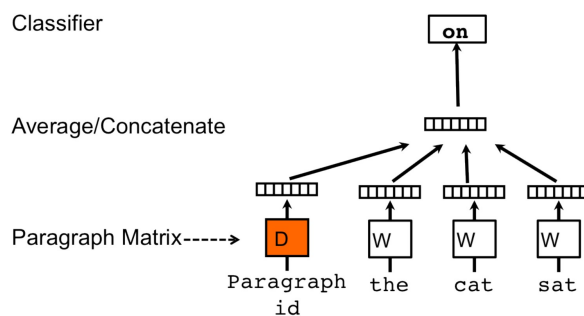 Classifier
on
Average/Concatenate
Paragraph Matrix
D
W
W
W
Paragraph
id
the
cat
sat